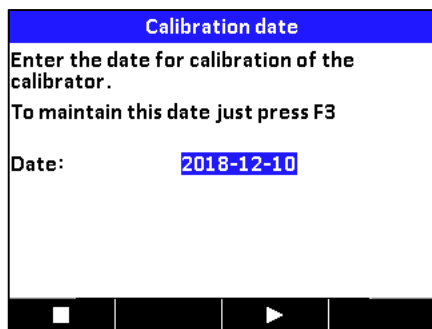 Calibration date
Enter the date for calibration of the
calibrator.
To maintain this date just press F3
Date: 2018-12-10